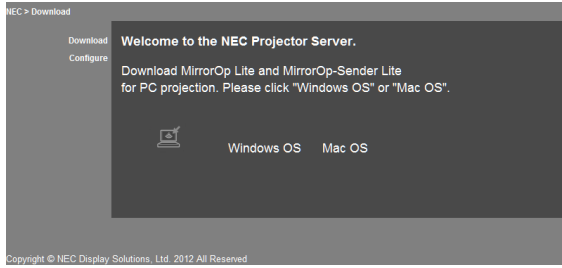 NEC > Download
Download
Configure
Welcome to the NEC Projector Server.
Download MirrorOp Lite and MirrorOp-Sender Lite
for PC projection. Please click "Windows OS" or "Mac OS".
Windows OS Mac OS
Copyright © NEC Display Solutions, Ltd. 2012 All Reserved